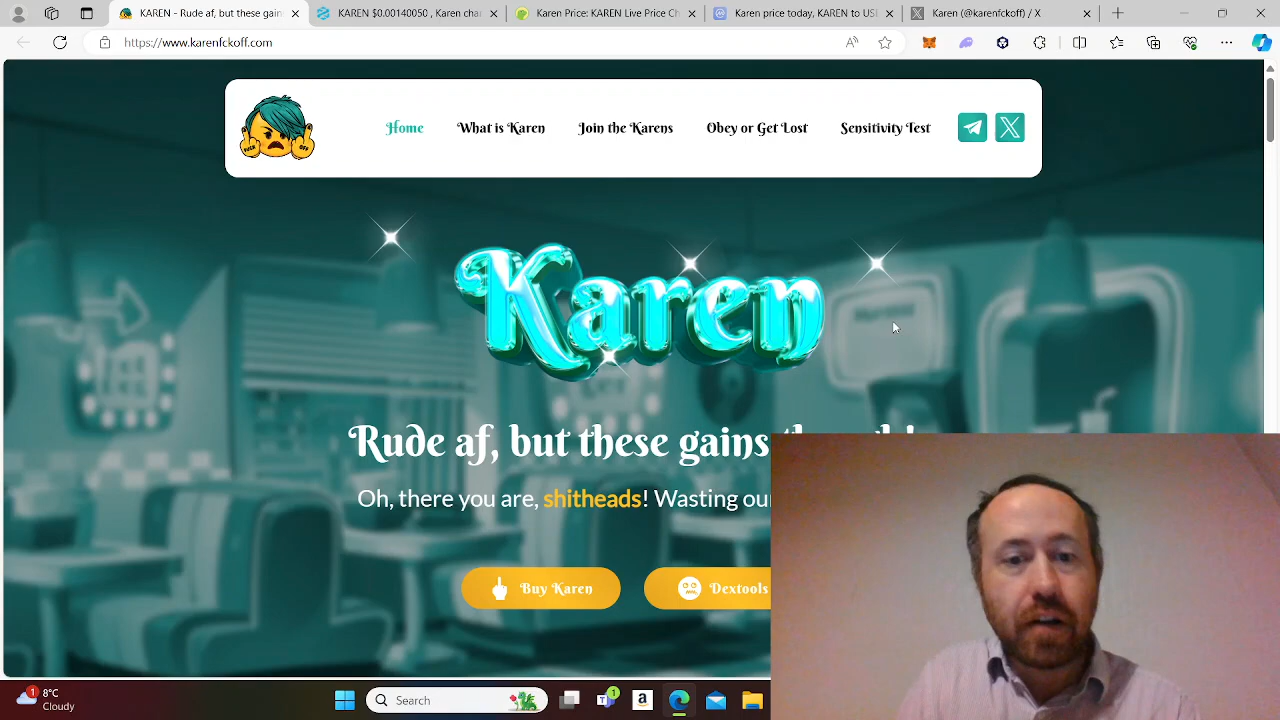 KAREN - Rude af, but these gain
KAREN $0.00140050, Karen cha
Karen Price: KAREN Live Price Ch
Karen price today, KAREN to USD
Karen (@karenfckoff) / X
https://www.karenfckoff.com
Home
What is Karen
Join the Karens
Obey or Get Lost
Sensitivity Test
Karen
Rude af, but these gains
Oh, there you are, shitheads! Wasting our
Buy Karen
Dextools
1
8°C
Cloudy
Search
1